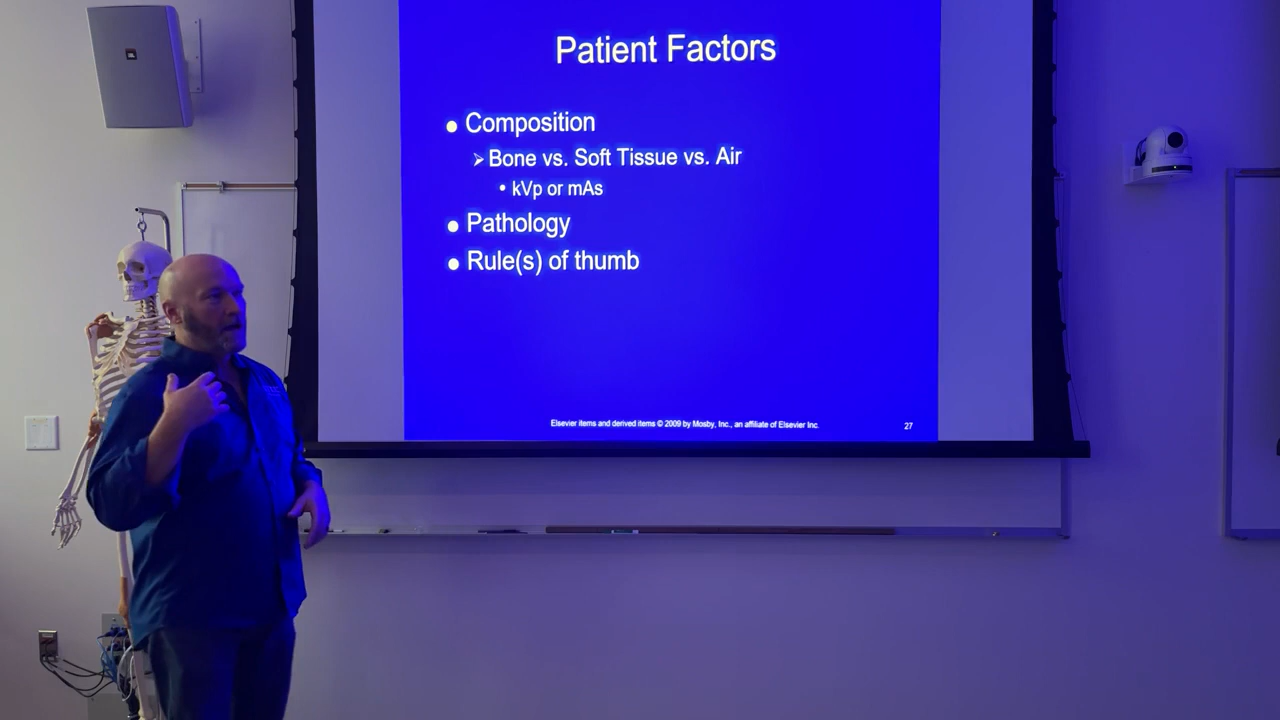 JBL
Patient Factors
● Composition
➢ Bone vs. Soft Tissue vs. Air
• kVp or mAs
● Pathology
● Rule(s) of thumb
Elsevier items and derived items © 2009 by Mosby, Inc., an affiliate of Elsevier Inc.
27